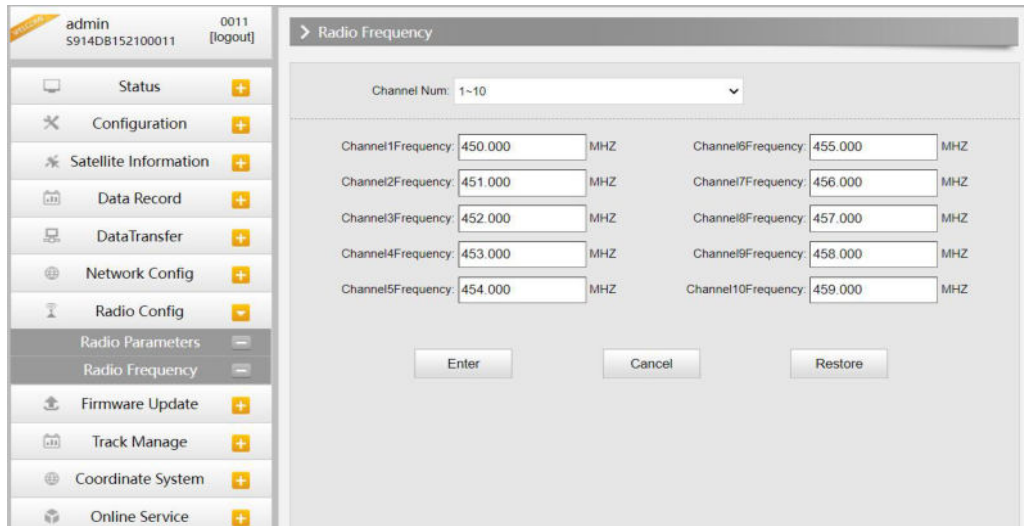 WELCOME
admin
0011
S914DB152100011
[logout]
Status
Configuration
Satellite Information
Data Record
DataTransfer
Network Config
Radio Config
Radio Parameters
Radio Frequency
Firmware Update
Track Manage
Coordinate System
Online Service
Radio Frequency
Channel Num: 1~10
Channel1Frequency: 450.000 MHZ
Channel6Frequency: 455.000 MHZ
Channel2Frequency: 451.000 MHZ
Channel7Frequency: 456.000 MHZ
Channel3Frequency: 452.000 MHZ
Channel8Frequency: 457.000 MHZ
Channel4Frequency: 453.000 MHZ
Channel9Frequency: 458.000 MHZ
Channel5Frequency: 454.000 MHZ
Channel10Frequency: 459.000 MHZ
Enter
Cancel
Restore